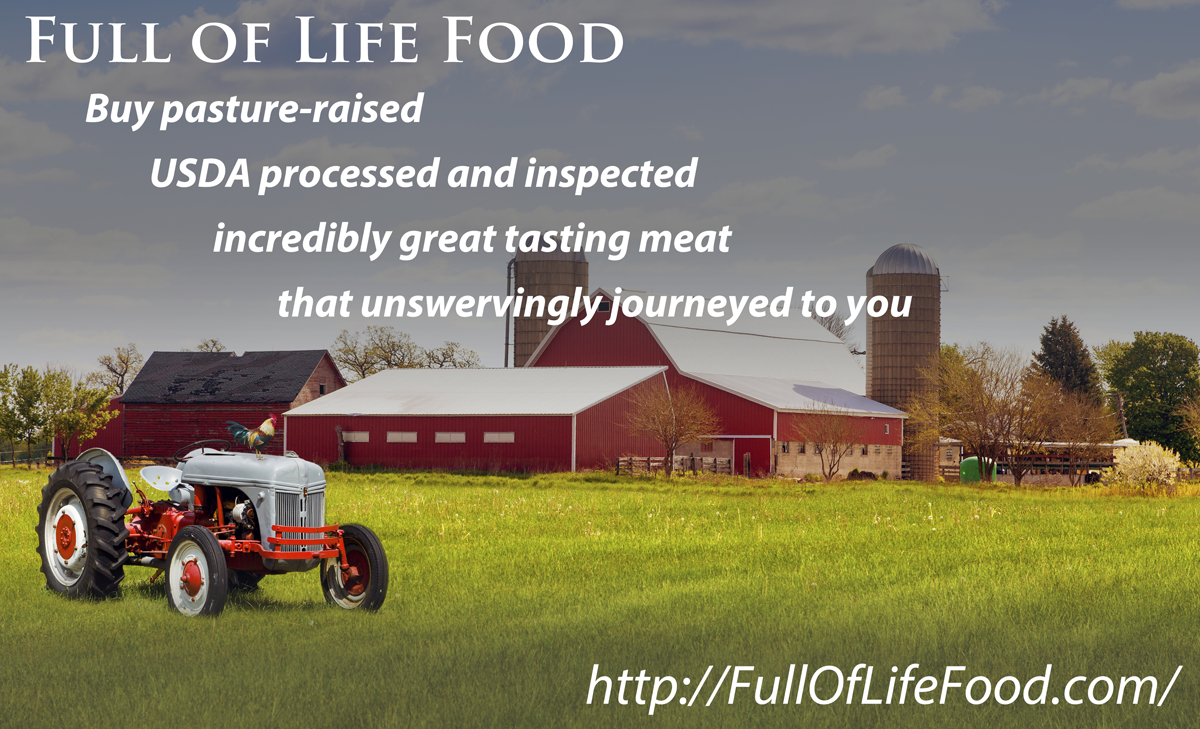 Full of Life Food
Buy pasture-raised
USDA processed and inspected
incredibly great tasting meat
that unswervingly journeyed to you
http://FullOfLifeFood.com/